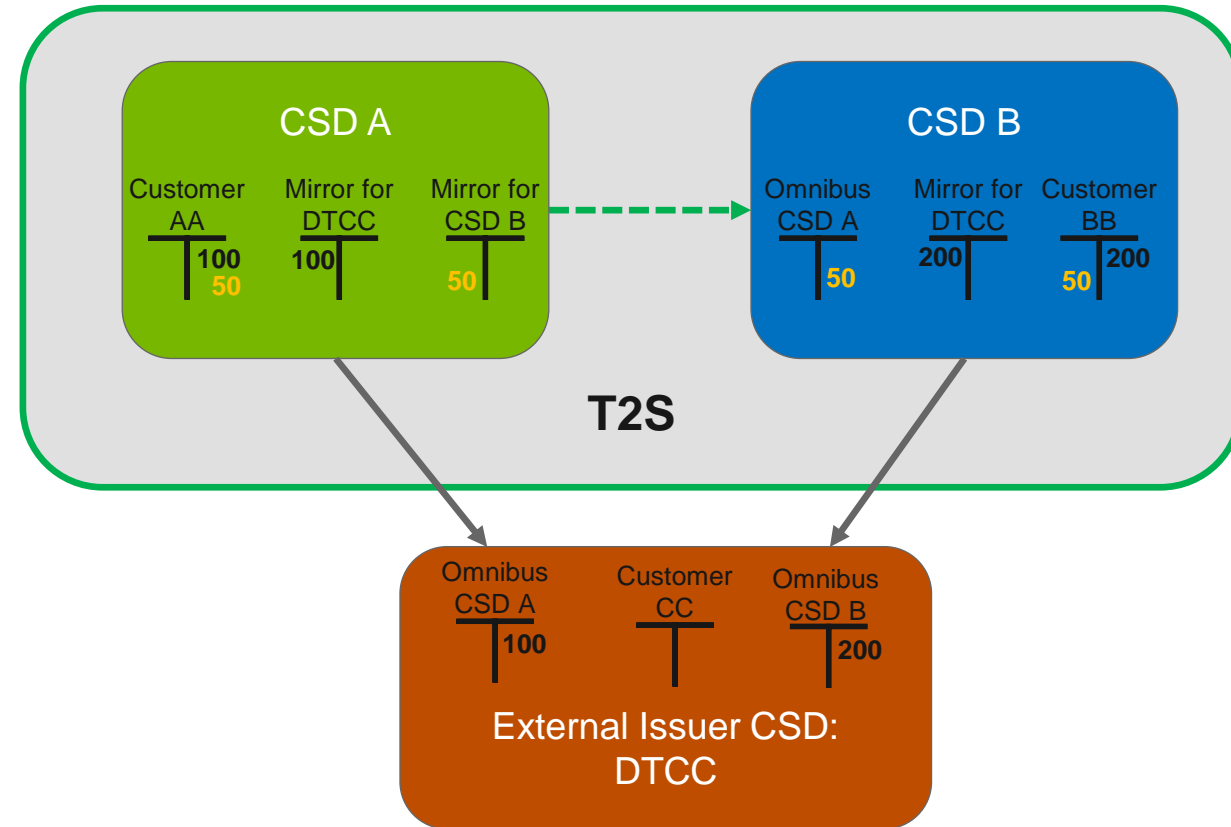 CSD A
Customer
AA
100
50
Mirror for
DTCC
100
Mirror for
CSD B
50
CSD B
Omnibus
CSD A
50
Mirror for
DTCC
200
Customer
BB
200
50
T2S
Omnibus
CSD A
100
Customer
CC
Omnibus
CSD B
200
External Issuer CSD:
DTCC